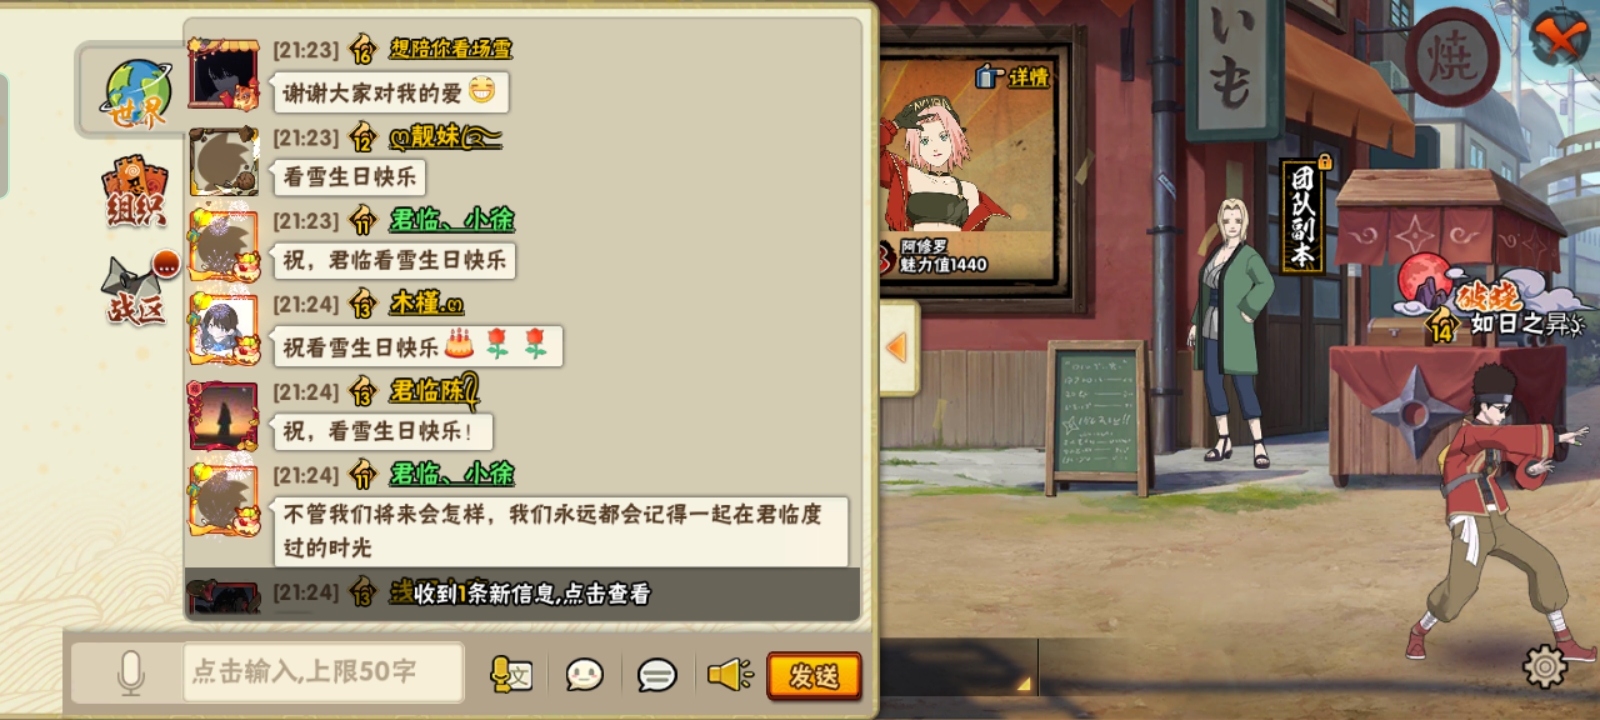 世界
组织
战区
[21:23] 16 想陪你看场雪
谢谢大家对我的爱
[21:23] 12 ღ靓妹
看雪生日快乐
[21:23] 11 君临、小徐
祝，君临看雪生日快乐
[21:24] 13 木槿.ღ
祝看雪生日快乐
[21:24] 13 君临陈
祝，看雪生日快乐！
[21:24] 11 君临、小徐
不管我们将来会怎样，我们永远都会记得一起在君临度
过的时光
[21:24] 13
收到1条新信息,点击查看
点击输入,上限50字
文
发送
详情
阿修罗
魅力值1440
いも
焼
团队副本
破晓
14 如日之昇